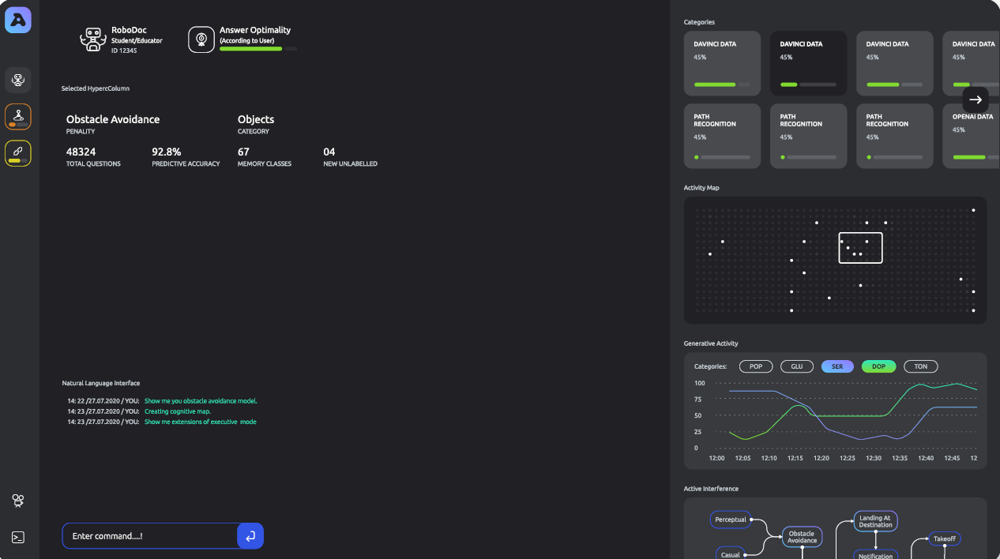 RoboDoc
Student/Educator
ID 12345
Answer Optimality
(According to User)
Selected HypercColumn
Obstacle Avoidance
PENALITY
Objects
CATEGORY
48324
TOTAL QUESTIONS
92.8%
PREDICTIVE ACCURACY
67
MEMORY CLASSES
04
NEW UNLABELLED
Natural Language Interface
14: 22 /27.07.2020 / YOU: Show me you obstacle avoidance model.
14: 23 /27.07.2020 / YOU: Creating cognitive map.
14: 23 /27.07.2020 / YOU: Show me extensions of executive mode
Enter command....!
Categories
DAVINCI DATA
45%
DAVINCI DATA
45%
DAVINCI DATA
45%
DAVINCI DATA
45%
PATH
RECOGNITION
45%
PATH
RECOGNITION
45%
PATH
RECOGNITION
45%
OPENAI DATA
45%
Activity Map
Generative Activity
Categories: POP GLU SER DOP TON
100
75
50
25
0
12:00 12:05 12:10 12:15 12:20 12:25 12:30 12:35 12:40 12:45 12
Active Interference
Perceptual
Casual
Obstacle
Avoidance
Landing At
Destination
Notification
Takeoff